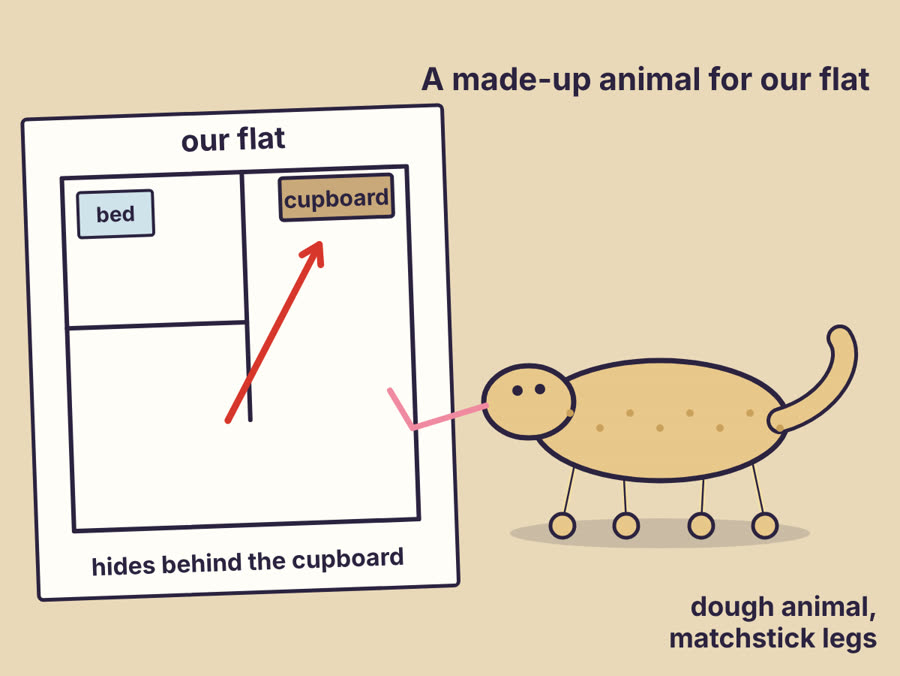 A made-up animal for our flat
our flat
bed
cupboard
hides behind the cupboard
dough animal,
matchstick legs